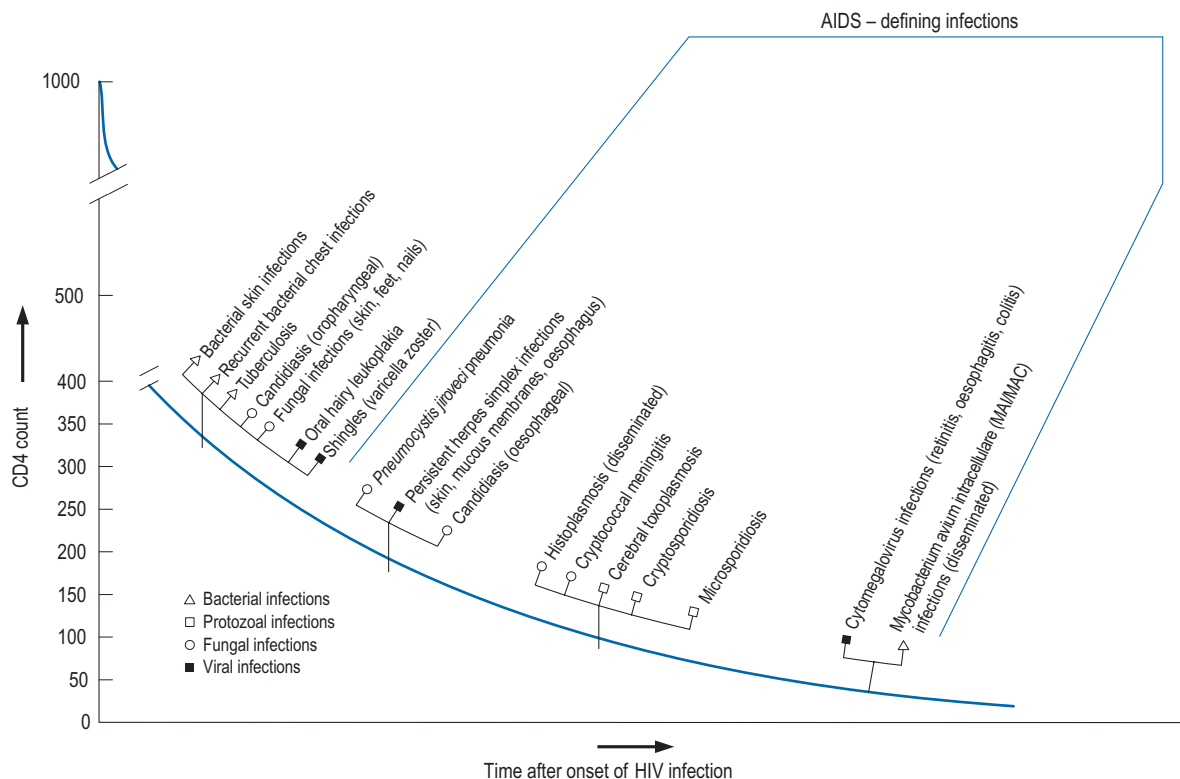 AIDS – defining infections
1000
500
400
350
300
250
200
150
100
50
0
CD4 count
Bacterial skin infections
Recurrent bacterial chest infections
Tuberculosis
Candidiasis (oropharyngeal)
Fungal infections (skin, feet, nails)
Oral hairy leukoplakia
Shingles (varicella zoster)
Pneumocystis jiroveci pneumonia
Persistent herpes simplex infections
(skin, mucous membranes, oesophagus)
Candidiasis (oesophageal)
Histoplasmosis (disseminated)
Cryptococcal meningitis
Cerebral toxoplasmosis
Cryptosporidiosis
Microsporidiosis
Cytomegalovirus infections (retinitis, oesophagitis, colitis)
Mycobacterium avium intracellulare (MAI/MAC)
infections (disseminated)
Bacterial infections
Protozoal infections
Fungal infections
Viral infections
Time after onset of HIV infection